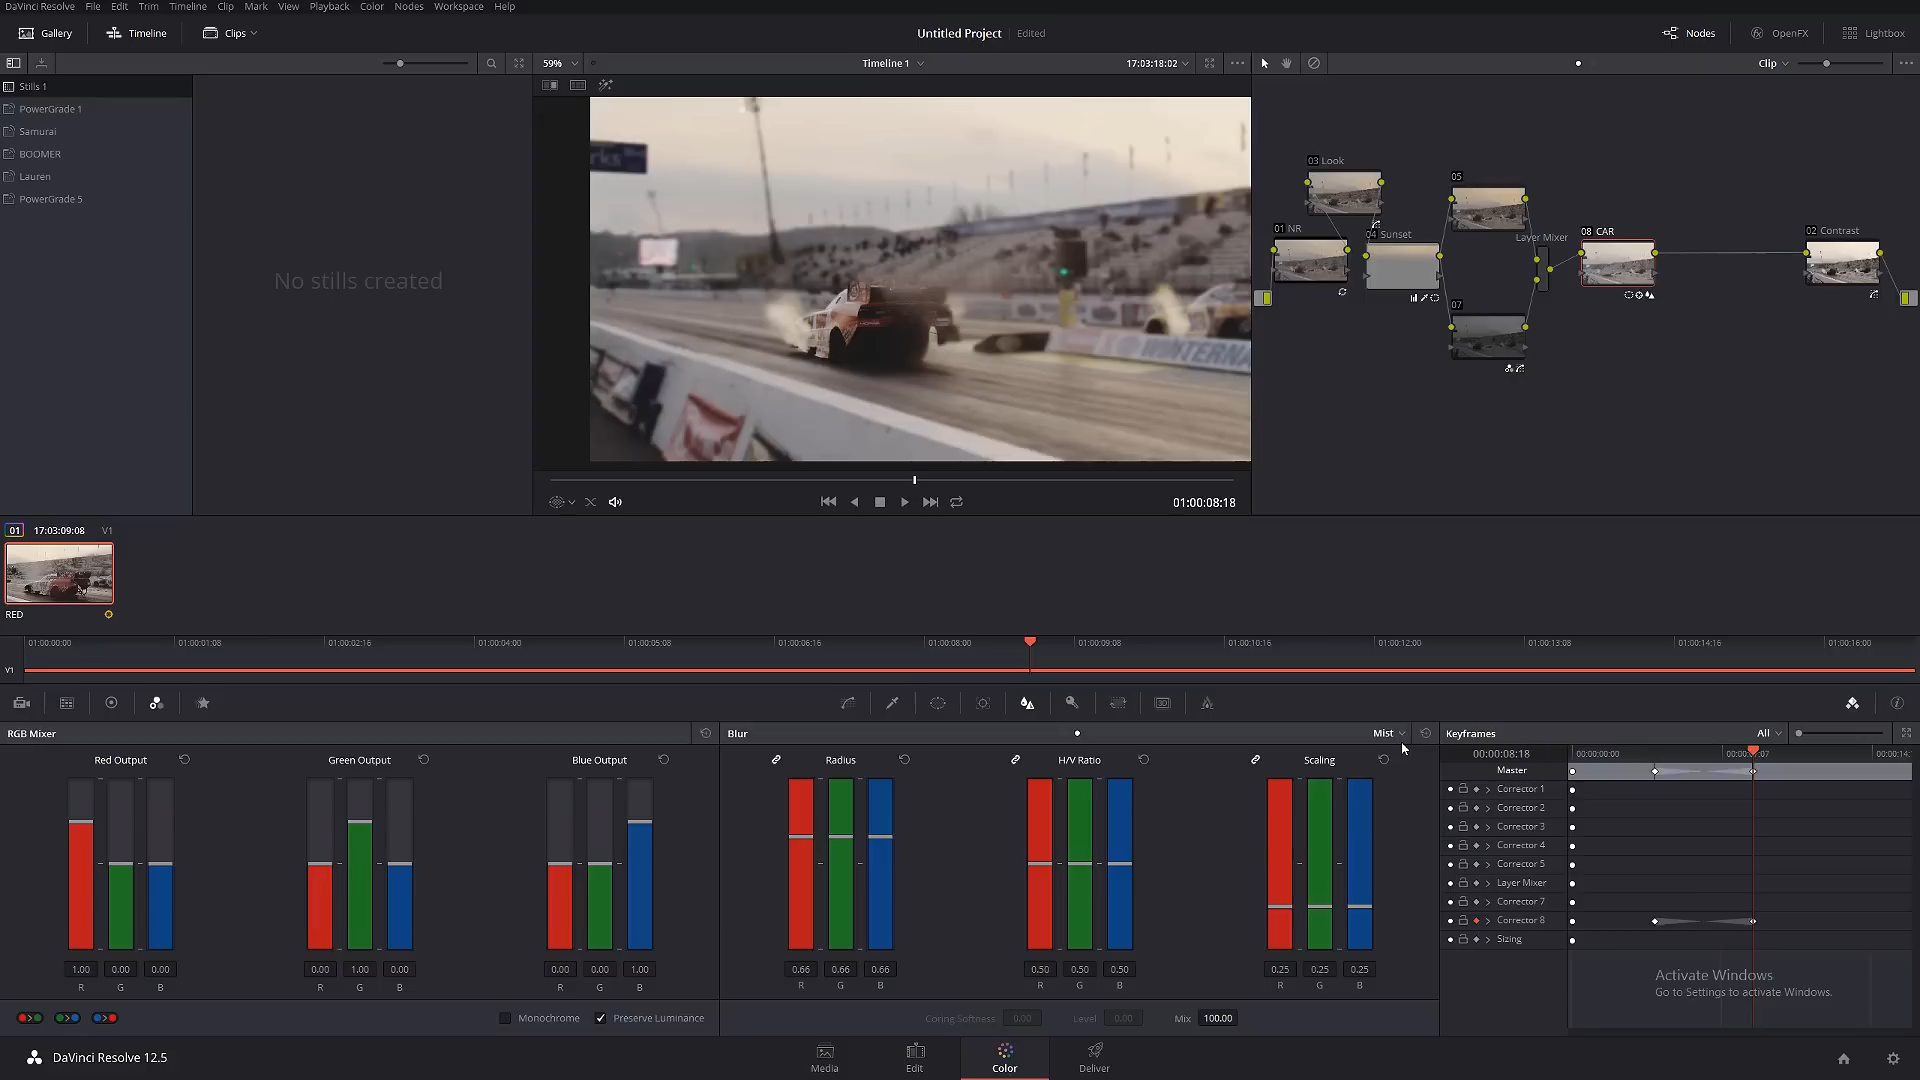 DaVinci Resolve File Edit Trim Timeline Clip Mark View Playback Color Nodes Workspace Help
Gallery Timeline Clips Untitled Project Edited Nodes OpenFX Lightbox
59% Timeline 1 17:03:18:02 Clip
Stills 1
PowerGrade 1
Samurai
BOOMER
Lauren
PowerGrade 5
No stills created
rks
WINTERNA
03 Look
05
01 NR
04 Sunset
Layer Mixer
08 CAR
02 Contrast
07
01:00:08:18
01 17:03:09:08 V1
RED
01:00:00:00 01:00:01:08 01:00:02:16 01:00:04:00 01:00:05:08 01:00:06:16 01:00:08:00 01:00:09:08 01:00:10:16 01:00:12:00 01:00:13:08 01:00:14:16 01:00:16:00
V1
RGB Mixer Blur Mist Keyframes All
Red Output Green Output Blue Output Radius H/V Ratio Scaling
00:00:08:18 00:00:00:00 :07 00:00:14:
Master
Corrector 1
Corrector 2
Corrector 3
Corrector 4
Corrector 5
Layer Mixer
Corrector 7
Corrector 8
Sizing
1.00 0.00 0.00 0.00 1.00 0.00 0.00 0.00 1.00 0.66 0.66 0.66 0.50 0.50 0.50 0.25 0.25 0.25
R G B R G B R G B R G B R G B R G B
Activate Windows
Go to Settings to activate Windows.
Monochrome Preserve Luminance Coring Softness 0.00 Level 0.00 Mix 100.00
DaVinci Resolve 12.5
Media Edit Color Deliver